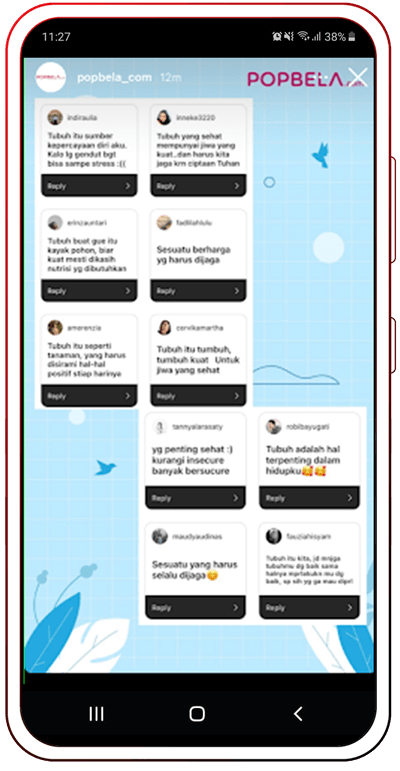 11:27
38%
popbela_com 12m
POPBELA.com
indiraulia
Tubuh itu sumber
kepercayaan diri aku.
Kalo lg gendut bgt
bisa sampe stress :((
Reply
inneke3220
Tubuh yang sehat
mempunyai jiwa yang
kuat..dan harus kita
jaga krn ciptaan Tuhan
Reply
erinzauntari
Tubuh buat gue itu
kayak pohon, biar
kuat mesti dikasih
nutrisi yg dibutuhkan
Reply
fadlilahlulu
Sesuatu berharga
yg harus dijaga
Reply
amerenzia
Tubuh itu seperti
tanaman, yang harus
disirami hal-hal
positif stiap harinya
Reply
cervikamartha
Tubuh itu tumbuh,
tumbuh kuat Untuk
jiwa yang sehat
Reply
tannyalarasaty
yg penting sehat :)
kurangi insecure
banyak bersucure
Reply
robibayugati
Tubuh adalah hal
terpenting dalam
hidupku🥰🥰
Reply
maudyaudinas
Sesuatu yang harus
selalu dijaga😊
Reply
fauziahisyam
Tubuh itu kita, jd mnjga
tubuhmu dg baik sama
halnya
mu dg
baik, sp sih yg ga mau
Reply